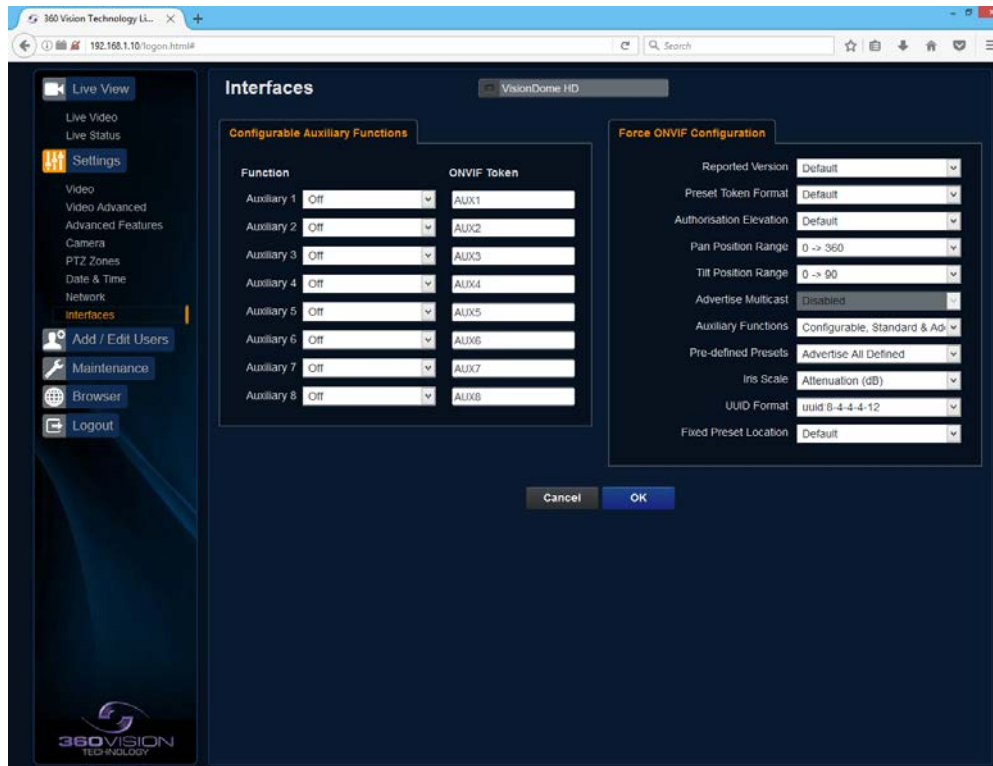 360 Vision Technology Li...
192.168.1.10/logon.html#
Search
Live View
Live Video
Live Status
Settings
Video
Video Advanced
Advanced Features
Camera
PTZ Zones
Date & Time
Network
Interfaces
Add / Edit Users
Maintenance
Browser
Logout
360VISION
TECHNOLOGY
Interfaces
VisionDome HD
Configurable Auxiliary Functions
Function ONVIF Token
Auxiliary 1 Off AUX1
Auxiliary 2 Off AUX2
Auxiliary 3 Off AUX3
Auxiliary 4 Off AUX4
Auxiliary 5 Off AUX5
Auxiliary 6 Off AUX6
Auxiliary 7 Off AUX7
Auxiliary 8 Off AUX8
Force ONVIF Configuration
Reported Version Default
Preset Token Format Default
Authorisation Elevation Default
Pan Position Range 0 -> 360
Tilt Position Range 0 -> 90
Advertise Multicast Disabled
Auxiliary Functions Configurable, Standard & Ad
Pre-defined Presets Advertise All Defined
Iris Scale Attenuation (dB)
UUID Format uuid:8-4-4-4-12
Fixed Preset Location Default
Cancel OK